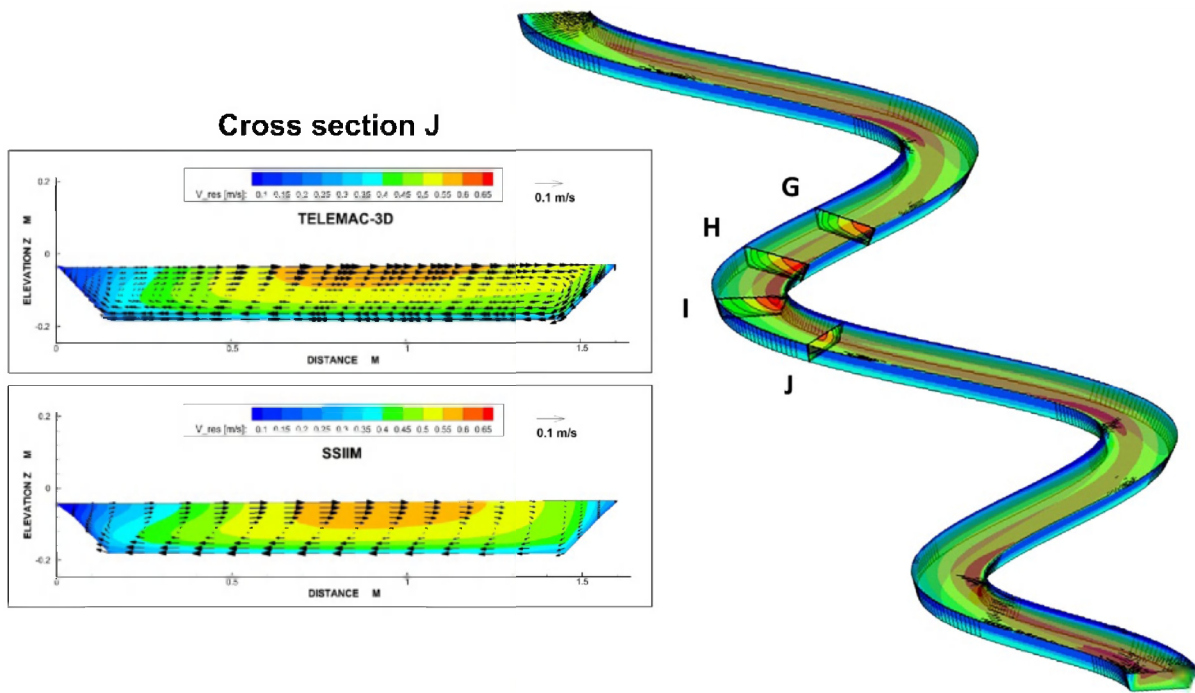 Cross section J
V_res [m/s]: 0.1 0.15 0.2 0.25 0.3 0.35 0.4 0.45 0.5 0.55 0.6 0.65
0.1 m/s
TELEMAC-3D
ELEVATION Z M
0.2
0
-0.2
0 0.5 1 1.5
DISTANCE M
V_res [m/s]: 0.1 0.15 0.2 0.25 0.3 0.35 0.4 0.45 0.5 0.55 0.6 0.65
0.1 m/s
SSIIM
ELEVATION Z M
0.2
0
-0.2
0 0.5 1 1.5
DISTANCE M
G
H
I
J